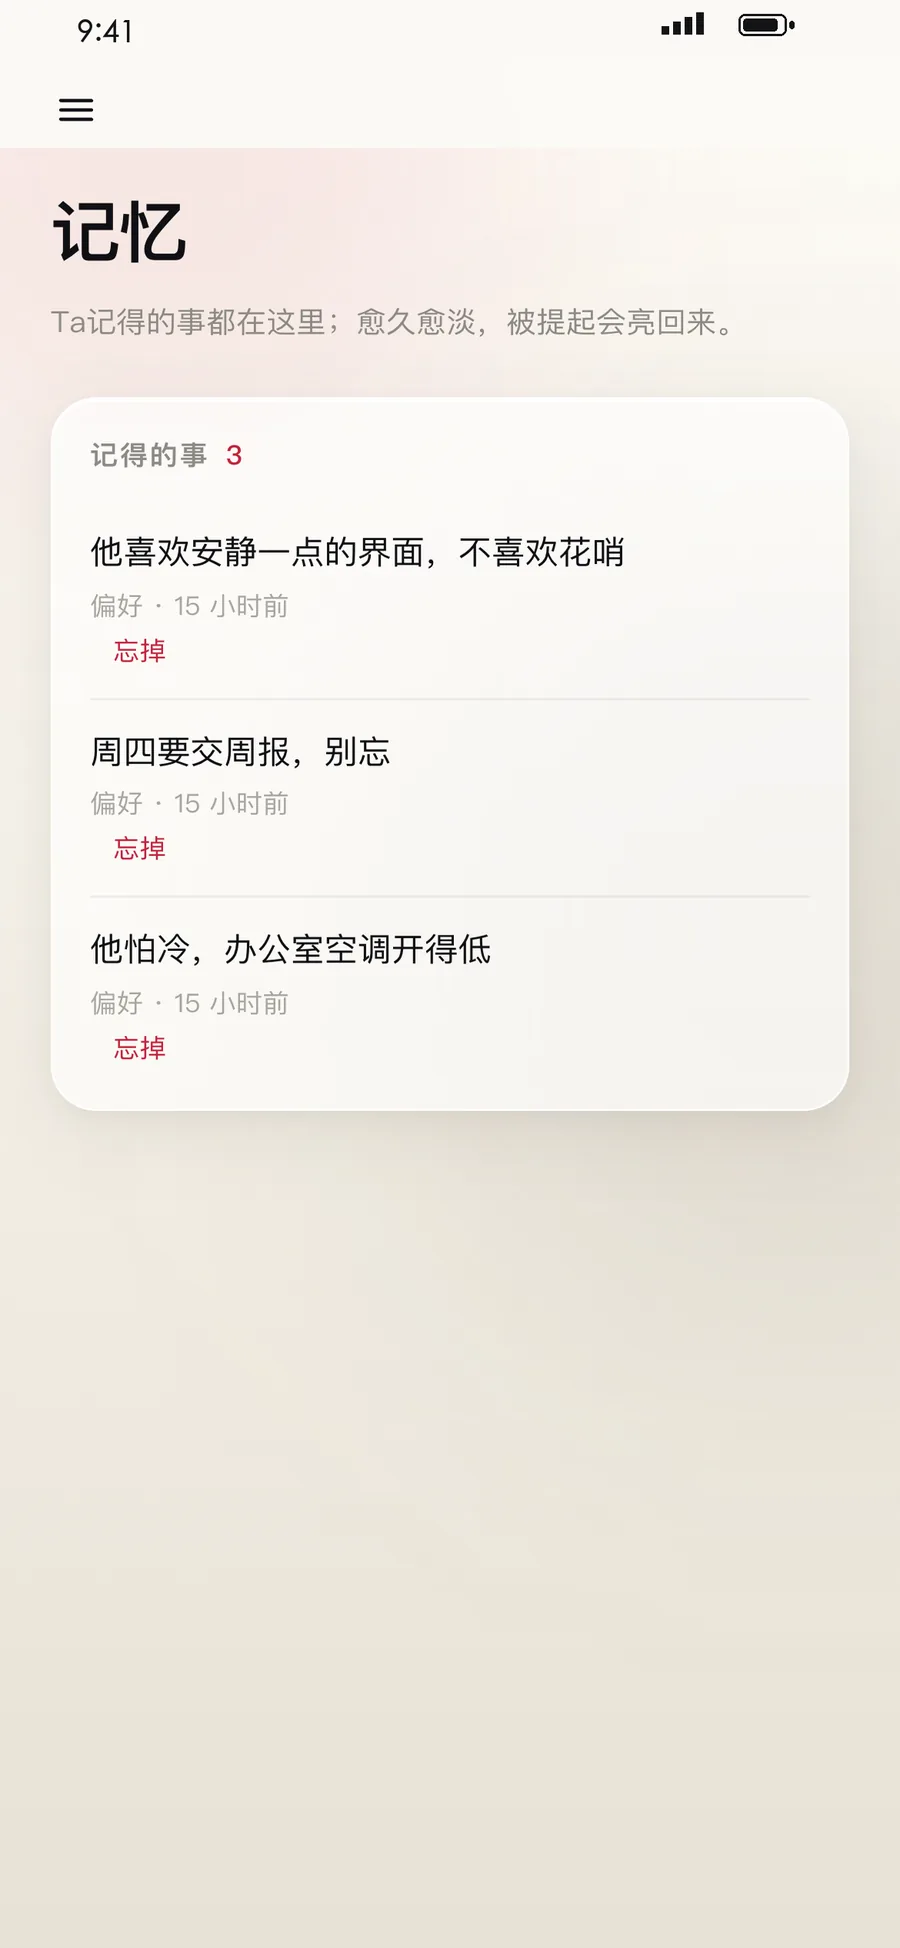 9:41
记忆
Ta记得的事都在这里；愈久愈淡，被提起会亮回来。
记得的事 3
他喜欢安静一点的界面，不喜欢花哨
偏好 · 15 小时前
忘掉
周四要交周报，别忘
偏好 · 15 小时前
忘掉
他怕冷，办公室空调开得低
偏好 · 15 小时前
忘掉